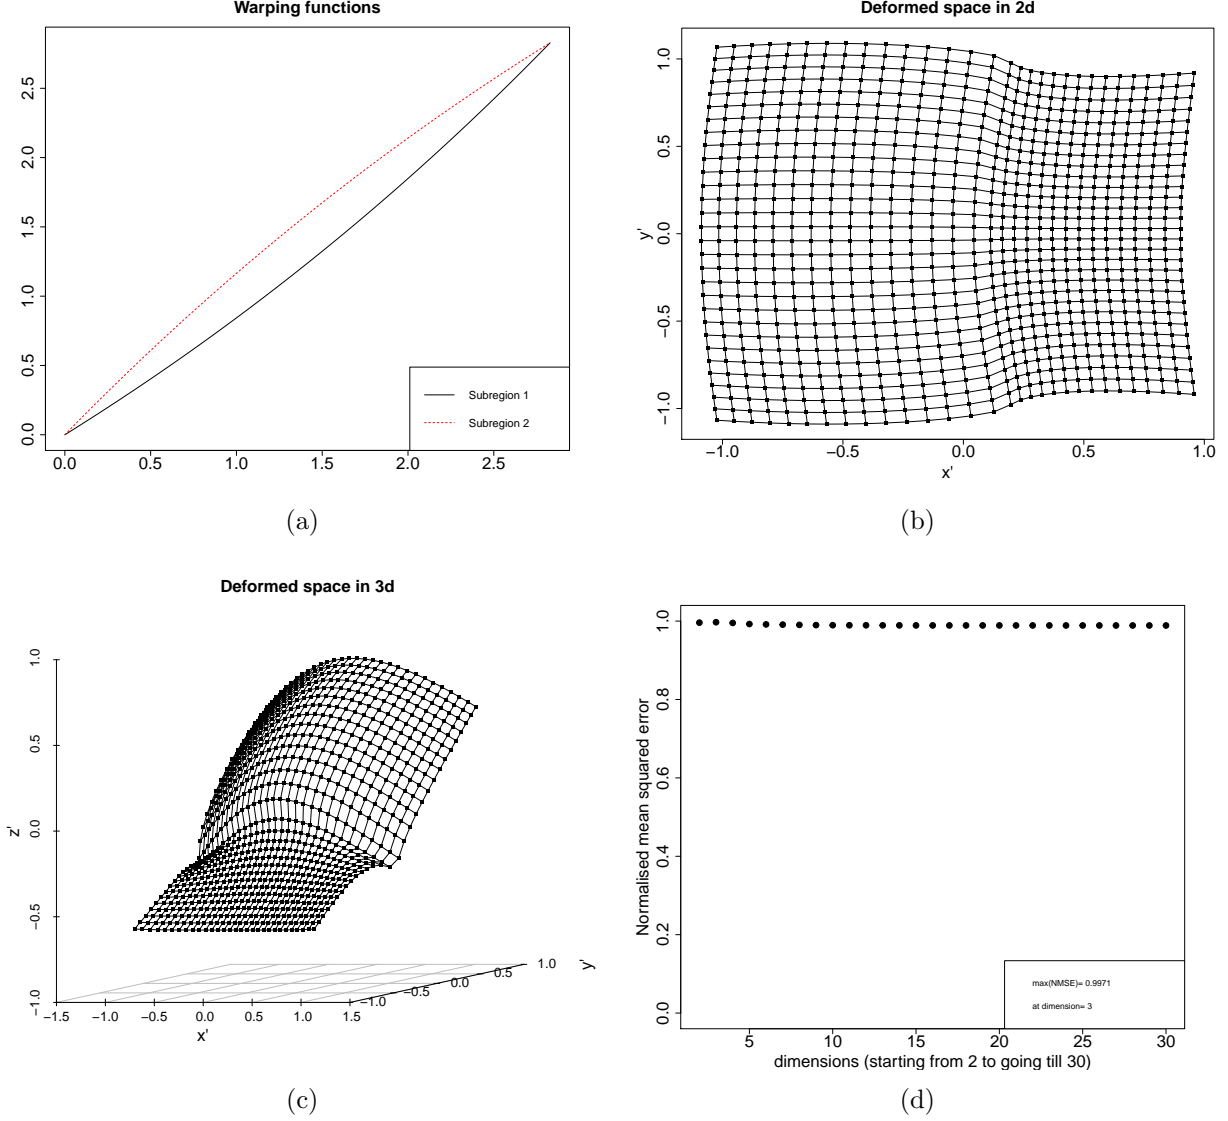 Warping functions
2.5
2.0
1.5
1.0
0.5
0.0
Subregion 1
Subregion 2
0.0 0.5 1.0 1.5 2.0 2.5
(a)
Deformed space in 2d
1.0
0.5
y'
0.0
−0.5
−1.0
−1.0 −0.5 0.0 0.5 1.0
x'
(b)
Deformed space in 3d
1.0
0.5
z'
0.0
−0.5
−1.0
−1.5 −1.0 −0.5 0.0 0.5 1.0 1.5
x'
−1.0 −0.5 0.0 0.5 1.0
y'
(c)
1.0
0.8
0.6
0.4
0.2
0.0
Normalised mean squared error
max(NMSE)= 0.9971
at dimension= 3
5 10 15 20 25 30
dimensions (starting from 2 to going till 30)
(d)